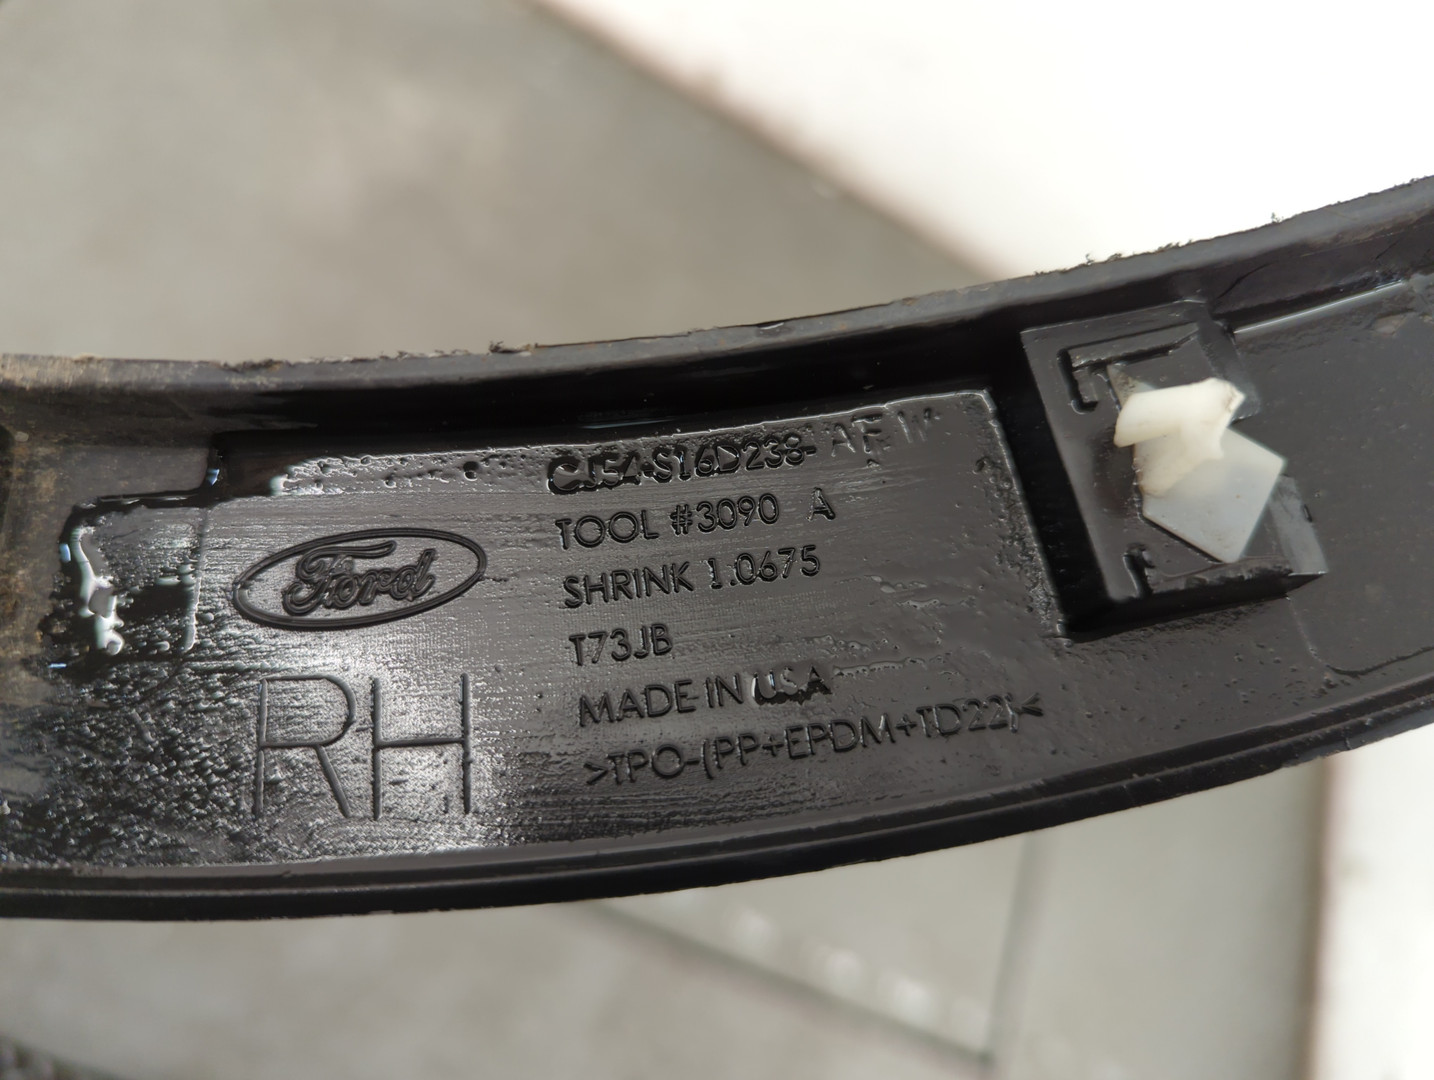 Ford
RH
CJ54-S16D238-AF W
TOOL #3090 A
SHRINK 1.0675
T73JB
MADE IN USA
>TPO-(PP+EPDM+TD22)<